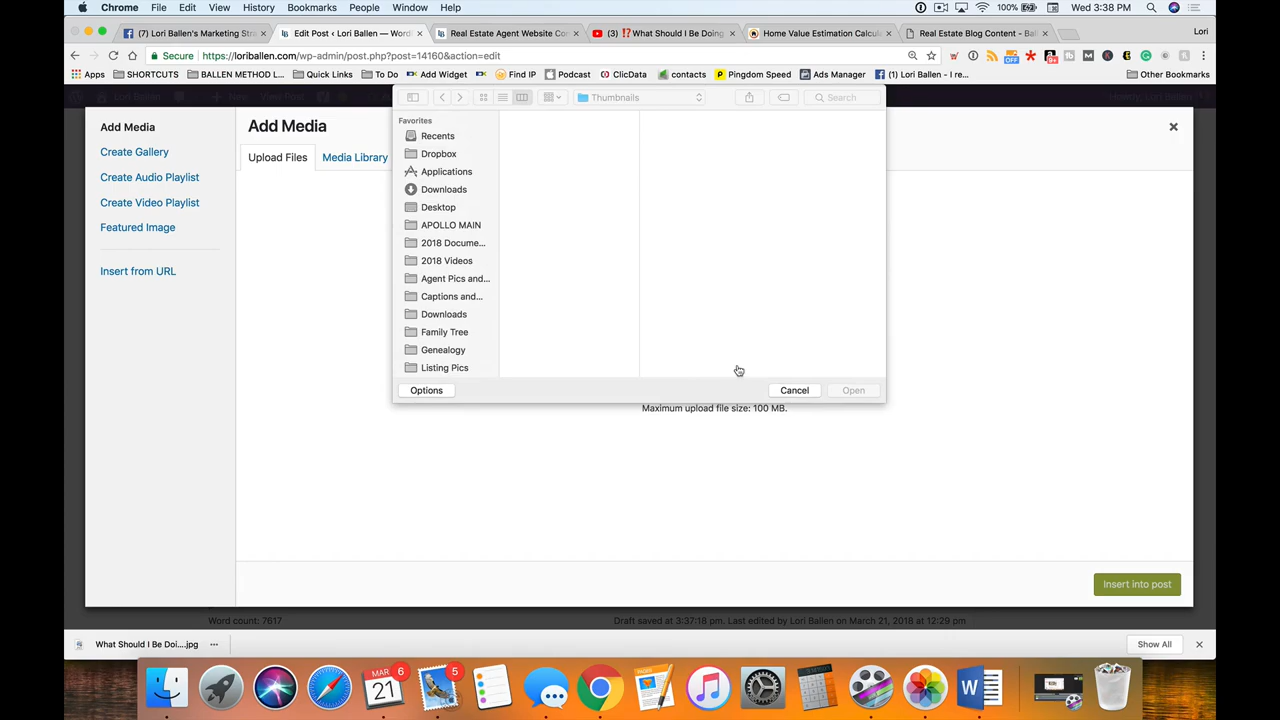 Chrome File Edit View History Bookmarks People Window Help 100% Wed 3:38 PM
(7) Lori Ballen's Marketing Str
Edit Post ‹ Lori Ballen — Word
Real Estate Agent Website Co
(3) ⁉️What Should I Be Doing
Home Value Estimation Calcula
Real Estate Blog Content - Ball
Lori
Secure https://loriballen.com/wp-admin/post.php?post=14160&action=edit
Apps SHORTCUTS BALLEN METHOD L... Quick Links To Do Add Widget Find IP Podcast ClicData contacts Pingdom Speed Ads Manager (1) Lori Ballen - I re... Other Bookmarks
Thumbnails
Search
Add Media
Create Gallery
Create Audio Playlist
Create Video Playlist
Featured Image
Insert from URL
Add Media
Upload Files Media Library
Favorites
Recents
Dropbox
Applications
Downloads
Desktop
APOLLO MAIN
2018 Docume...
2018 Videos
Agent Pics and...
Captions and...
Downloads
Family Tree
Genealogy
Listing Pics
Options Cancel Open
Maximum upload file size: 100 MB.
Insert into post
Word count: 7617 Draft saved at 3:37:18 pm. Last edited by Lori Ballen on March 21, 2018 at 12:29 pm
What Should I Be Doi....jpg
Show All
MAR
21
6
5